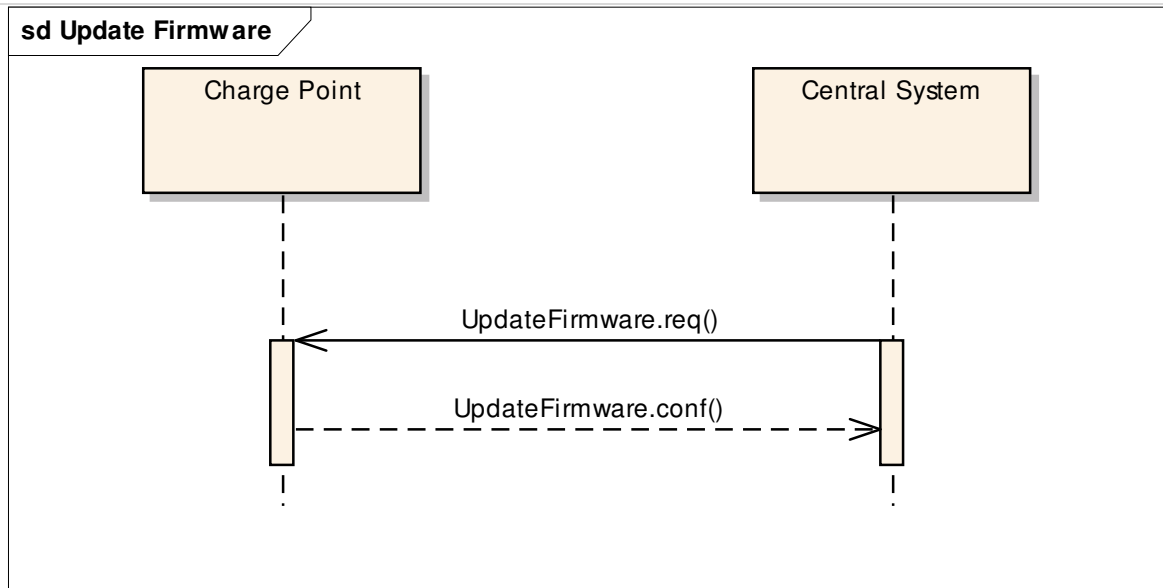 sd Update Firmware
Charge Point
Central System
UpdateFirmware.req()
UpdateFirmware.conf()